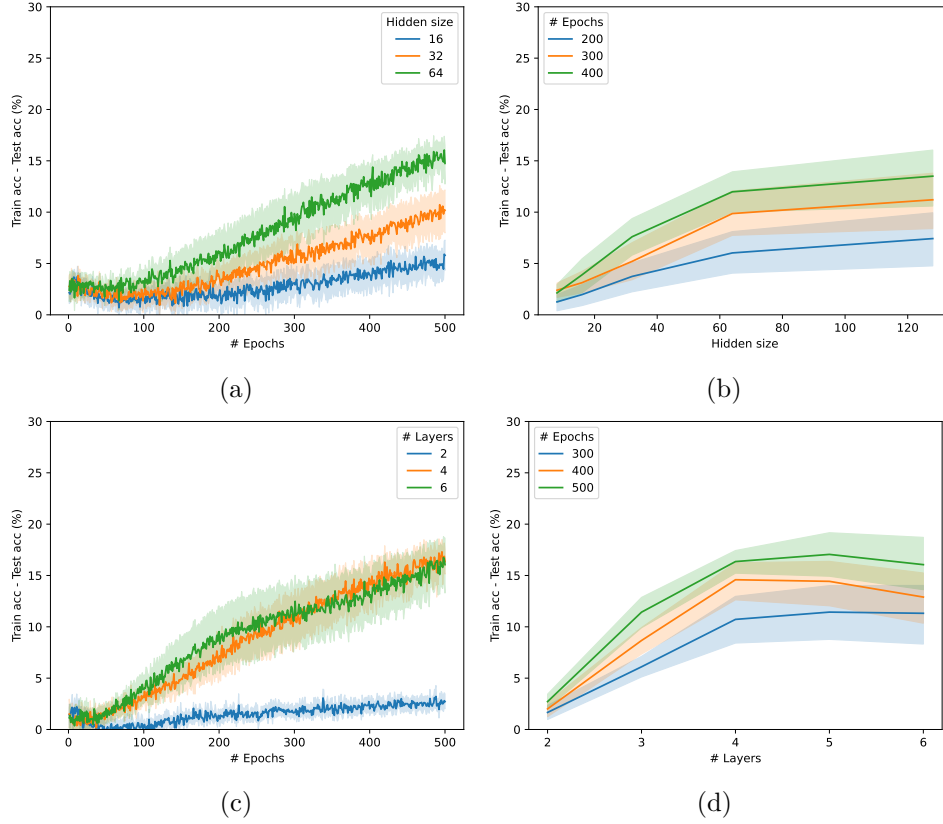 30
25
20
15
10
5
0
Train acc - Test acc (%)
Hidden size
16
32
64
0 100 200 300 400 500
# Epochs
(a)
30
25
20
15
10
5
0
Train acc - Test acc (%)
# Epochs
200
300
400
20 40 60 80 100 120
Hidden size
(b)
30
25
20
15
10
5
0
Train acc - Test acc (%)
# Layers
2
4
6
0 100 200 300 400 500
# Epochs
(c)
30
25
20
15
10
5
0
Train acc - Test acc (%)
# Epochs
300
400
500
2 3 4 5 6
# Layers
(d)